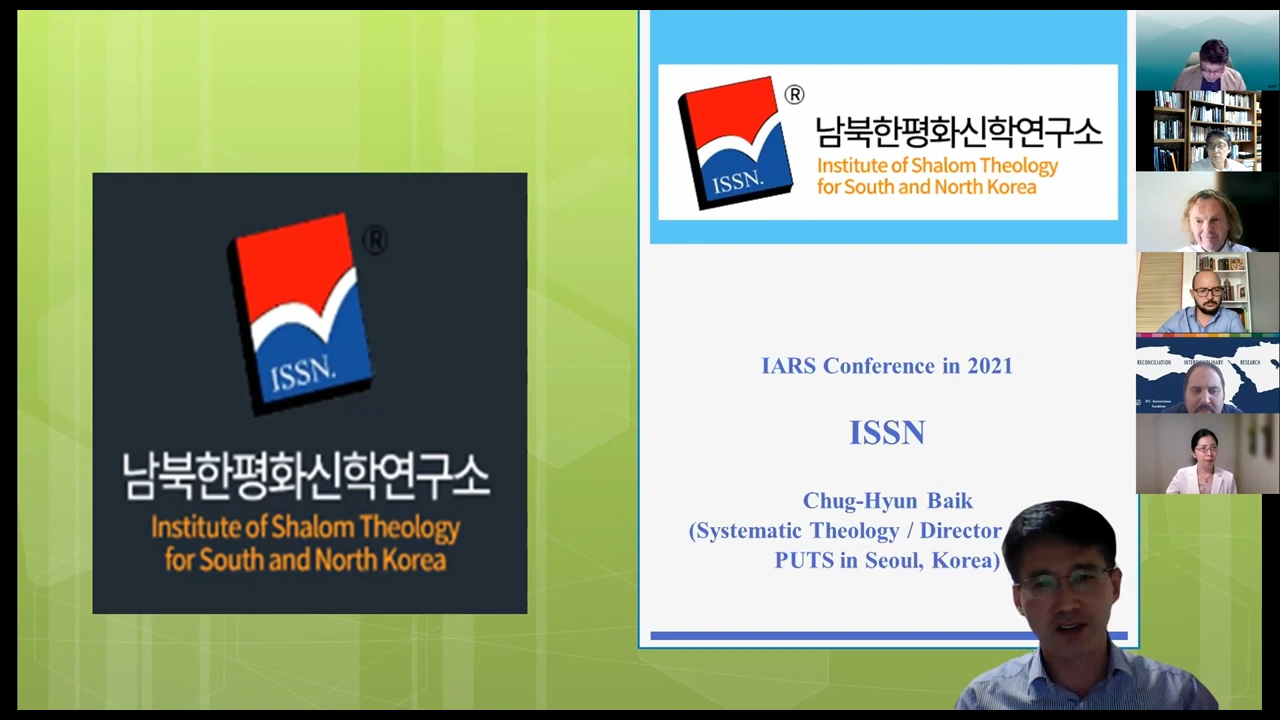 ISSN.
®
남북한평화신학연구소
Institute of Shalom Theology
for South and North Korea
ISSN.
®
남북한평화신학연구소
Institute of Shalom Theology
for South and North Korea
IARS Conference in 2021
ISSN
Chug-Hyun Baik
(Systematic Theology / Director
PUTS in Seoul, Korea)
RECONCILIATION
RESEARCH